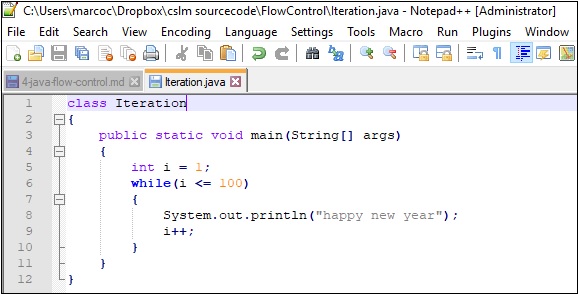 C:\Users\marcoc\Dropbox\cslm sourcecode\FlowControl\Iteration.java - Notepad++ [Administrator]
File Edit Search View Encoding Language Settings Tools Macro Run Plugins Window
4-java-flow-control.md Iteration.java
1 class Iteration
2 {
3 public static void main(String[] args)
4 {
5 int i = 1;
6 while(i <= 100)
7 {
8 System.out.println("happy new year");
9 i++;
10 }
11 }
12 }